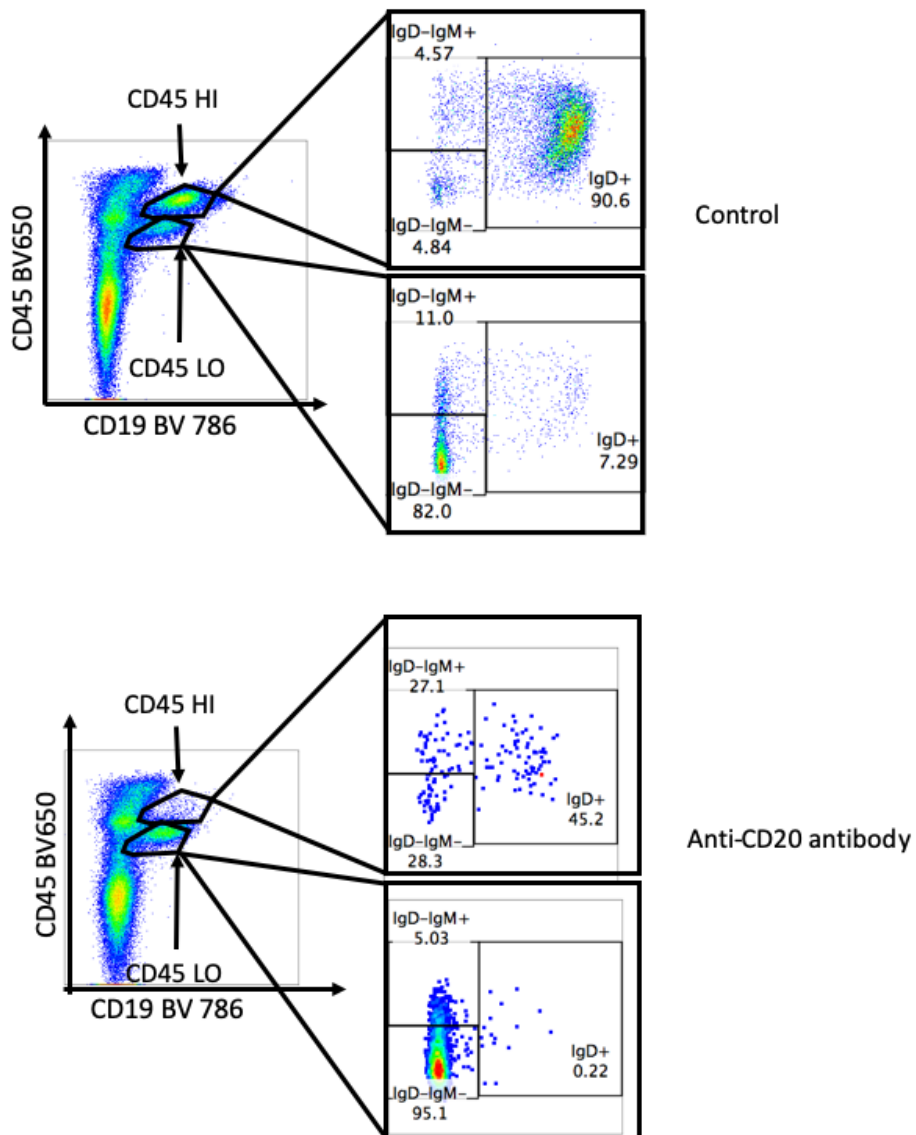 IgD–IgM+
4.57
CD45 HI
CD45 BV650
IgD+
90.6
IgD–IgM–
4.84
Control
IgD–IgM+
11.0
CD45 LO
CD19 BV 786
IgD+
7.29
IgD–IgM–
82.0
IgD–IgM+
27.1
CD45 HI
CD45 BV650
IgD+
45.2
IgD–IgM–
28.3
Anti-CD20 antibody
IgD–IgM+
5.03
CD45 LO
CD19 BV 786
IgD+
0.22
IgD–IgM–
95.1